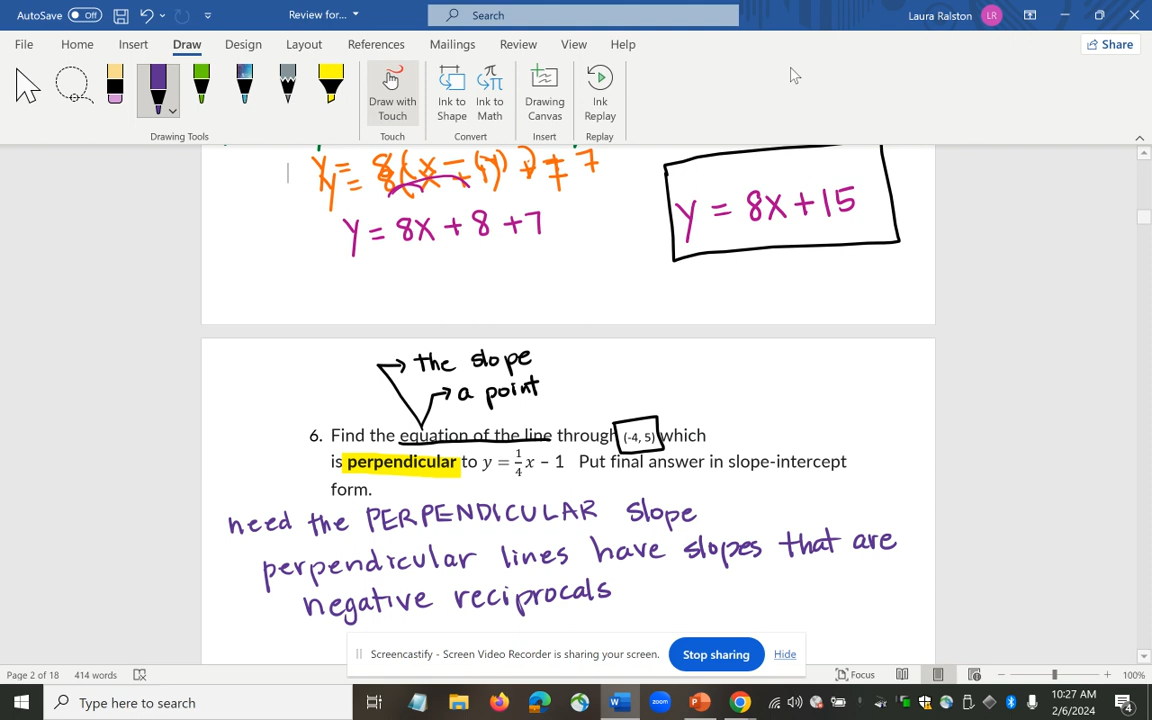 AutoSave Off
Review for...
Search
Laura Ralston LR
File Home Insert Draw Design Layout References Mailings Review View Help
Share
Draw with Touch
Ink to Shape
Ink to Math
Drawing Canvas
Ink Replay
Drawing Tools Touch Convert Insert Replay
y = 8x + 8 + 7
y = 8x + 15
the slope
a point
6. Find the equation of the line through (-4, 5) which
is perpendicular to y = 1/4 x – 1 Put final answer in slope-intercept
form.
need the PERPENDICULAR slope
perpendicular lines have slopes that are
negative reciprocals
Screencastify - Screen Video Recorder is sharing your screen. Stop sharing Hide
Page 2 of 18 414 words Focus 100%
Type here to search
zoom
10:27 AM
2/6/2024
4